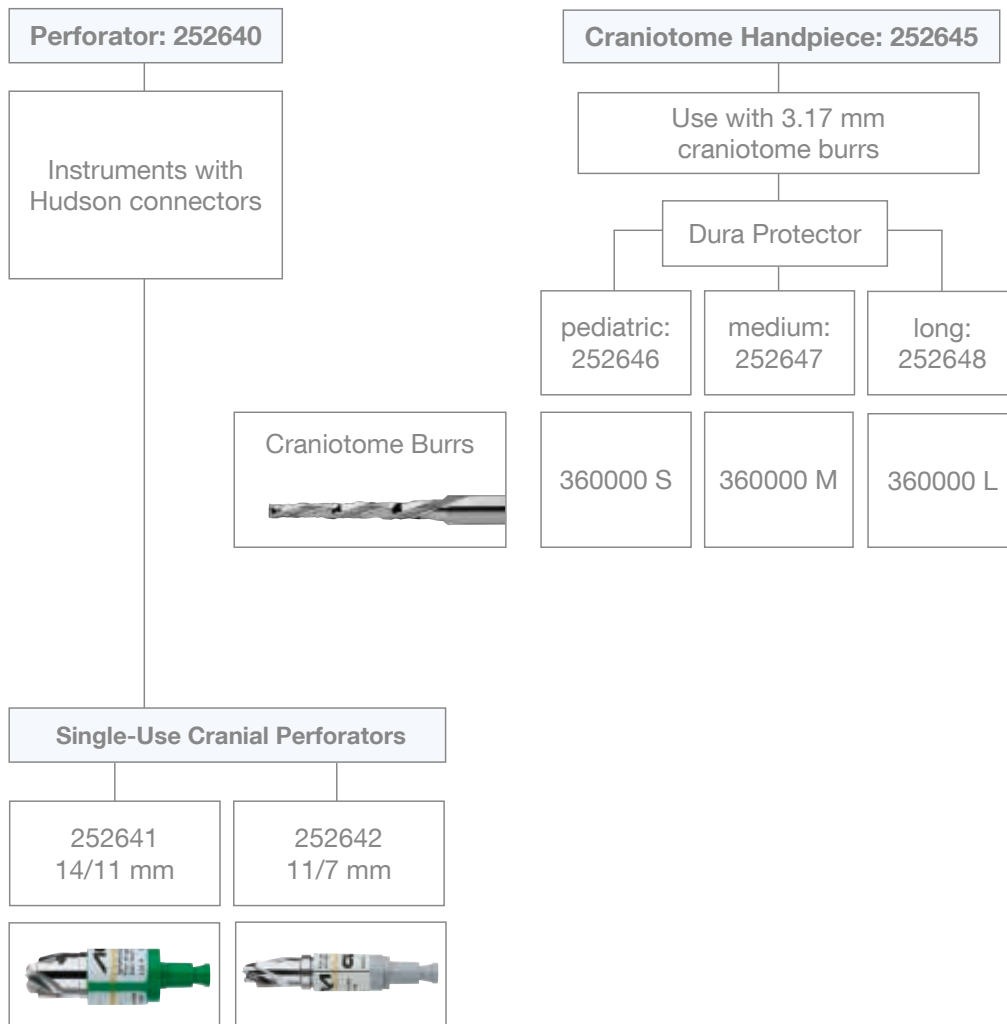 Perforator: 252640
Instruments with
Hudson connectors
Craniotome Handpiece: 252645
Use with 3.17 mm
craniotome burrs
Dura Protector
pediatric:
252646
medium:
252647
long:
252648
Craniotome Burrs
360000 S
360000 M
360000 L
Single-Use Cranial Perforators
252641
14/11 mm
252642
11/7 mm